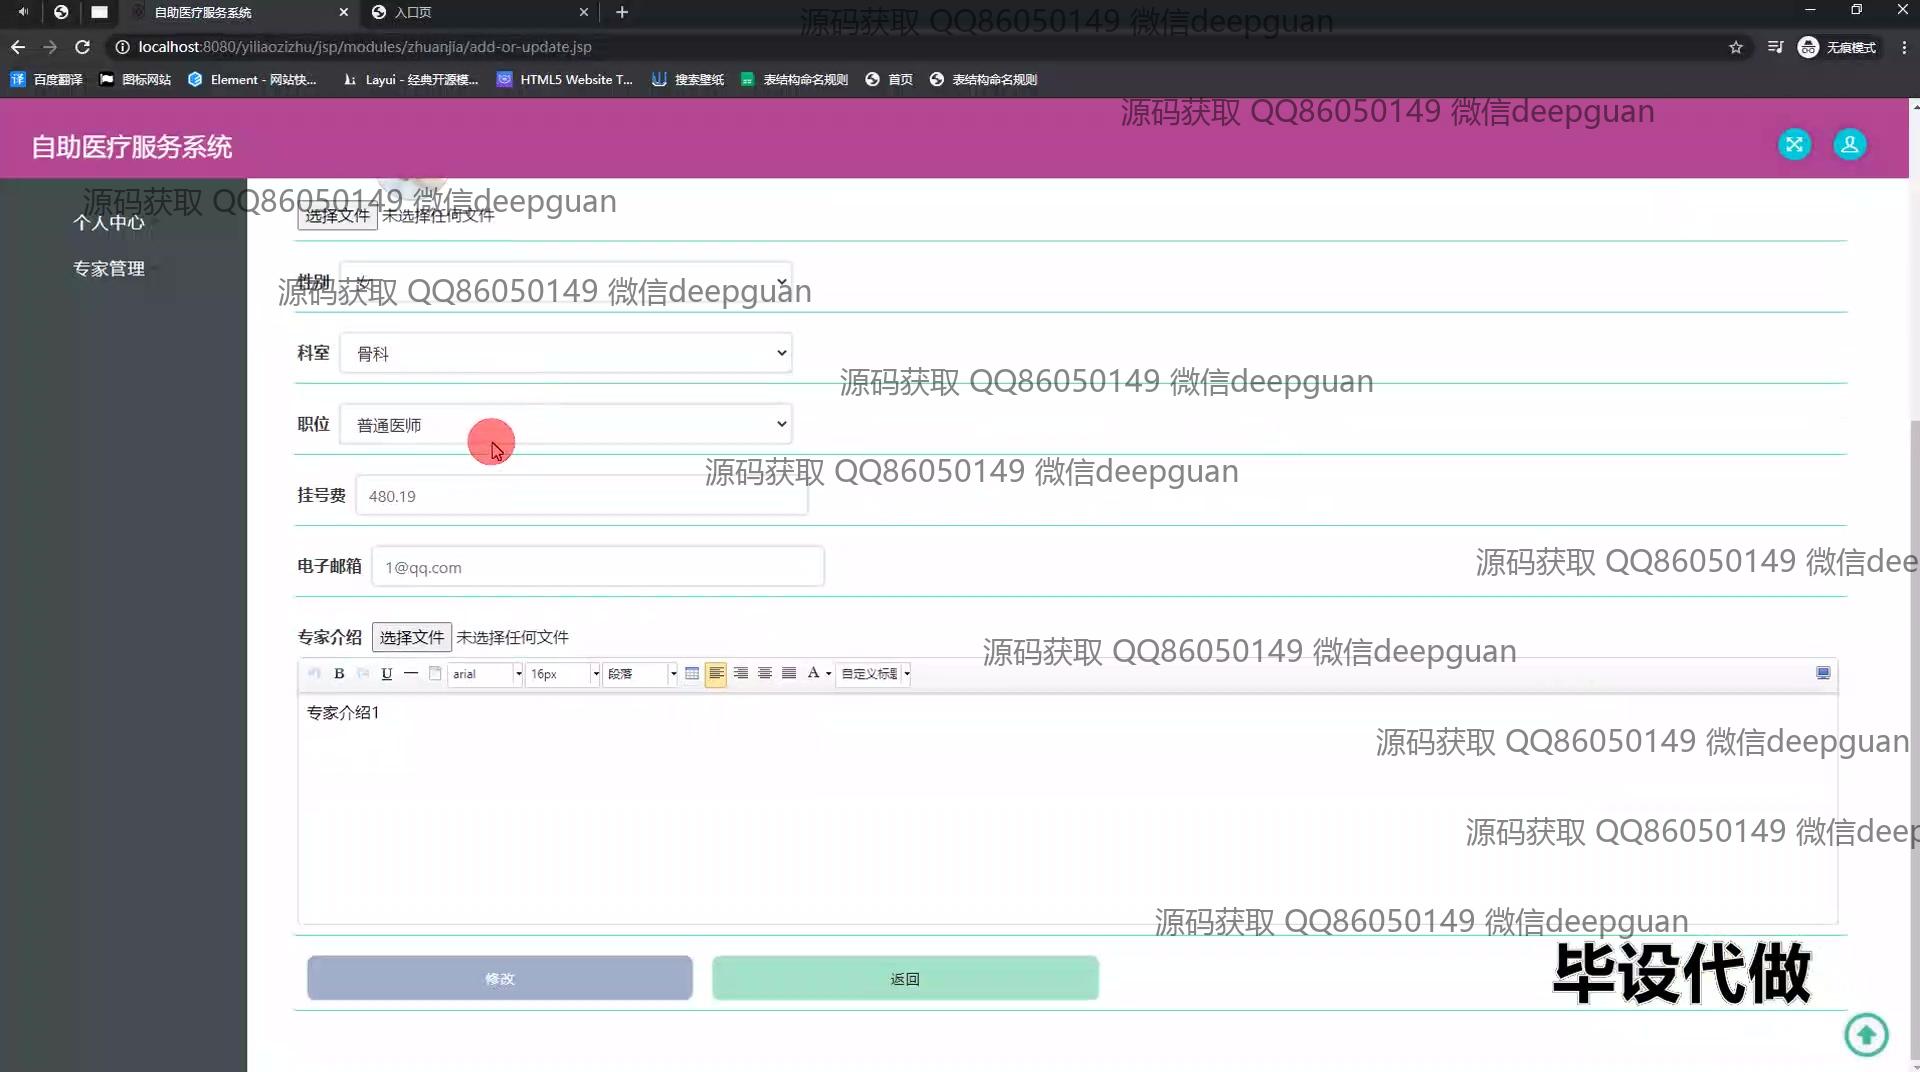 自助医疗服务系统
入口页
源码获取 QQ86050149 微信deepguan
localhost:8080/yiliaozizhu/jsp/modules/zhuanjia/add-or-update.jsp
无痕模式
百度翻译
图标网站
Element - 网站快...
Layui - 经典开源模...
HTML5 Website T...
搜索壁纸
表结构命名规则
首页
表结构命名规则
源码获取 QQ86050149 微信deepguan
自助医疗服务系统
源码获取 QQ86050149 微信deepguan
个人中心
选择文件 未选择任何文件
专家管理
性别 女
源码获取 QQ86050149 微信deepguan
科室 骨科
源码获取 QQ86050149 微信deepguan
职位 普通医师
源码获取 QQ86050149 微信deepguan
挂号费 480.19
电子邮箱 1@qq.com
源码获取 QQ86050149 微信dee
专家介绍 选择文件 未选择任何文件
源码获取 QQ86050149 微信deepguan
B U arial 16px 段落 A 自定义标题
专家介绍1
源码获取 QQ86050149 微信deepguan
源码获取 QQ86050149 微信deep
源码获取 QQ86050149 微信deepguan
毕设代做
修改 返回